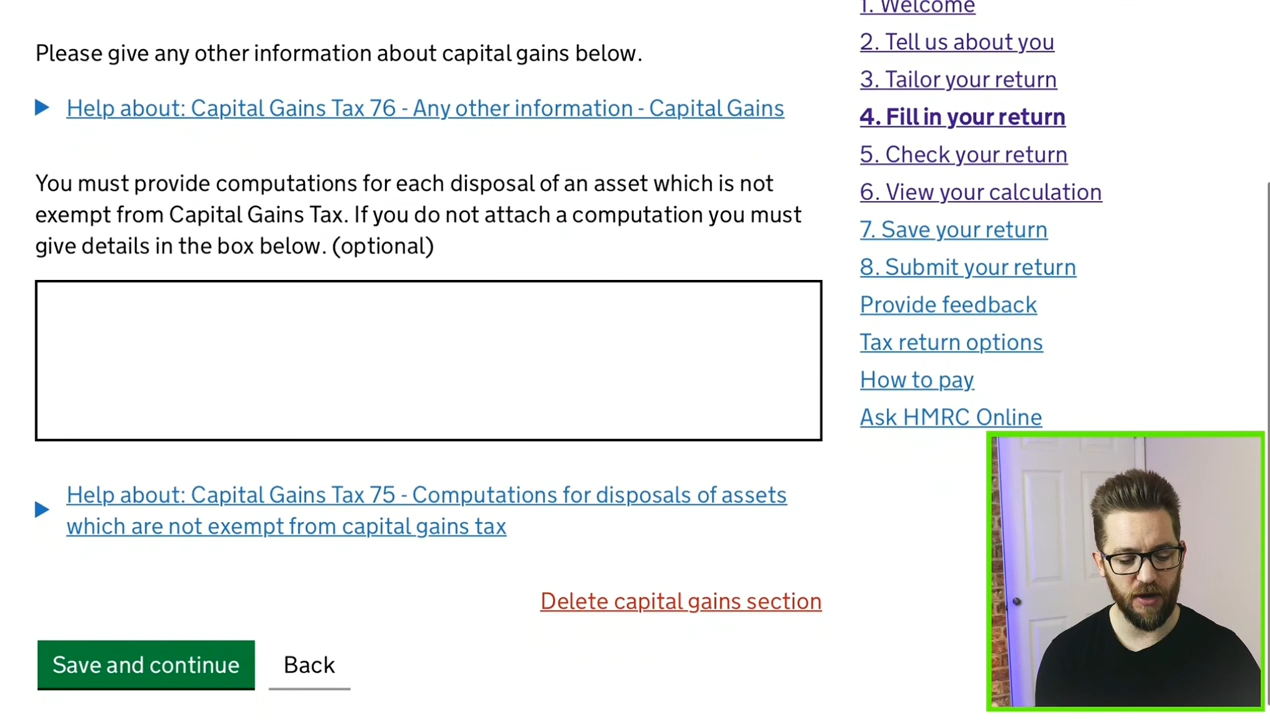 Please give any other information about capital gains below.
Help about: Capital Gains Tax 76 - Any other information - Capital Gains
You must provide computations for each disposal of an asset which is not
exempt from Capital Gains Tax. If you do not attach a computation you must
give details in the box below. (optional)
Help about: Capital Gains Tax 75 - Computations for disposals of assets
which are not exempt from capital gains tax
Delete capital gains section
Save and continue
Back
1. Welcome
2. Tell us about you
3. Tailor your return
4. Fill in your return
5. Check your return
6. View your calculation
7. Save your return
8. Submit your return
Provide feedback
Tax return options
How to pay
Ask HMRC Online